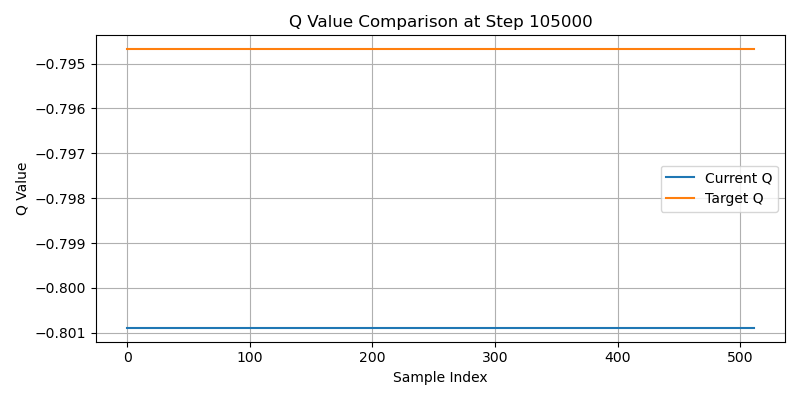 Q Value Comparison at Step 105000
−0.795
−0.796
−0.797
−0.798
−0.799
−0.800
−0.801
Q Value
Current Q
Target Q
0 100 200 300 400 500
Sample Index